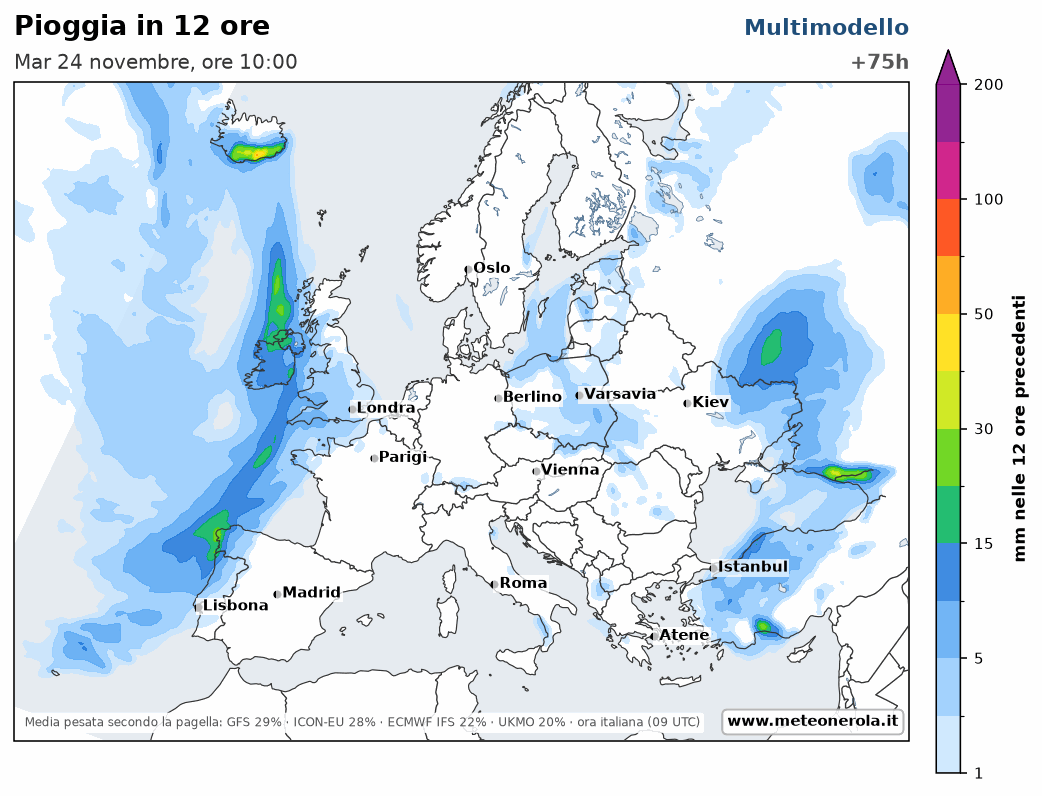 Pioggia in 12 ore
Multimodello
Mar 24 novembre, ore 10:00
+75h
200
100
50
30
15
5
1
mm nelle 12 ore precedenti
Oslo
Berlino
Varsavia
Kiev
Londra
Parigi
Vienna
Istanbul
Roma
Madrid
Lisbona
Atene
Media pesata secondo la pagella: GFS 29% · ICON-EU 28% · ECMWF IFS 22% · UKMO 20% · ora italiana (09 UTC)
www.meteonerola.it